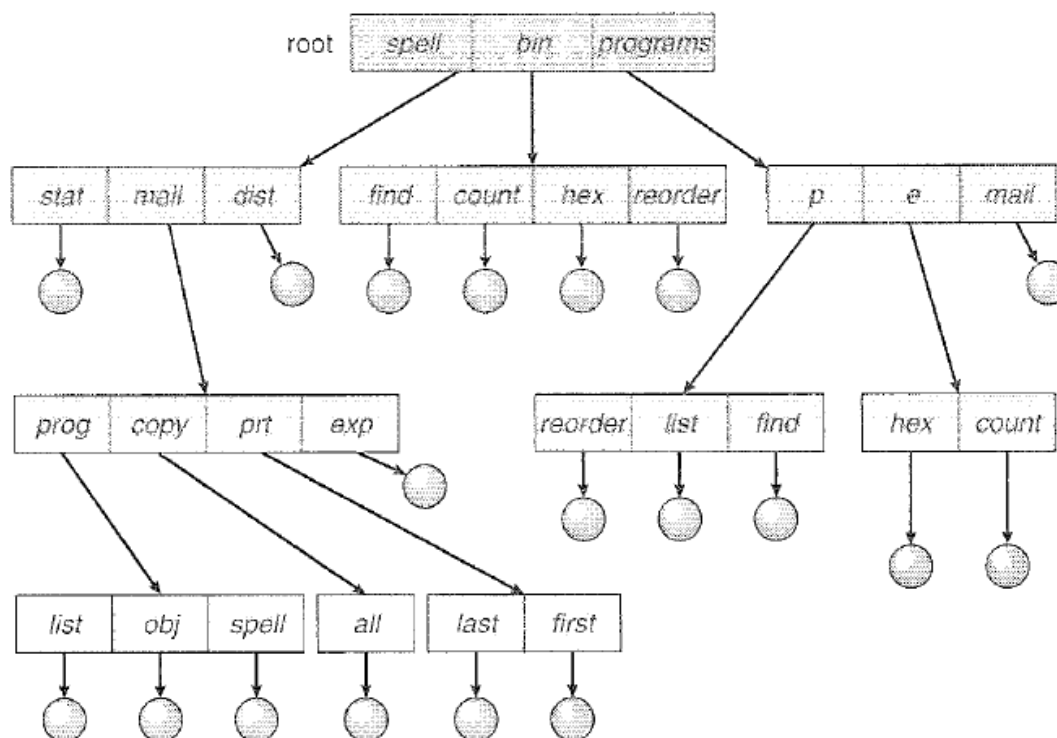 root spell bin programs
stat mail dist find count hex reorder p e mail
prog copy prt exp reorder list find hex count
list obj spell all last first